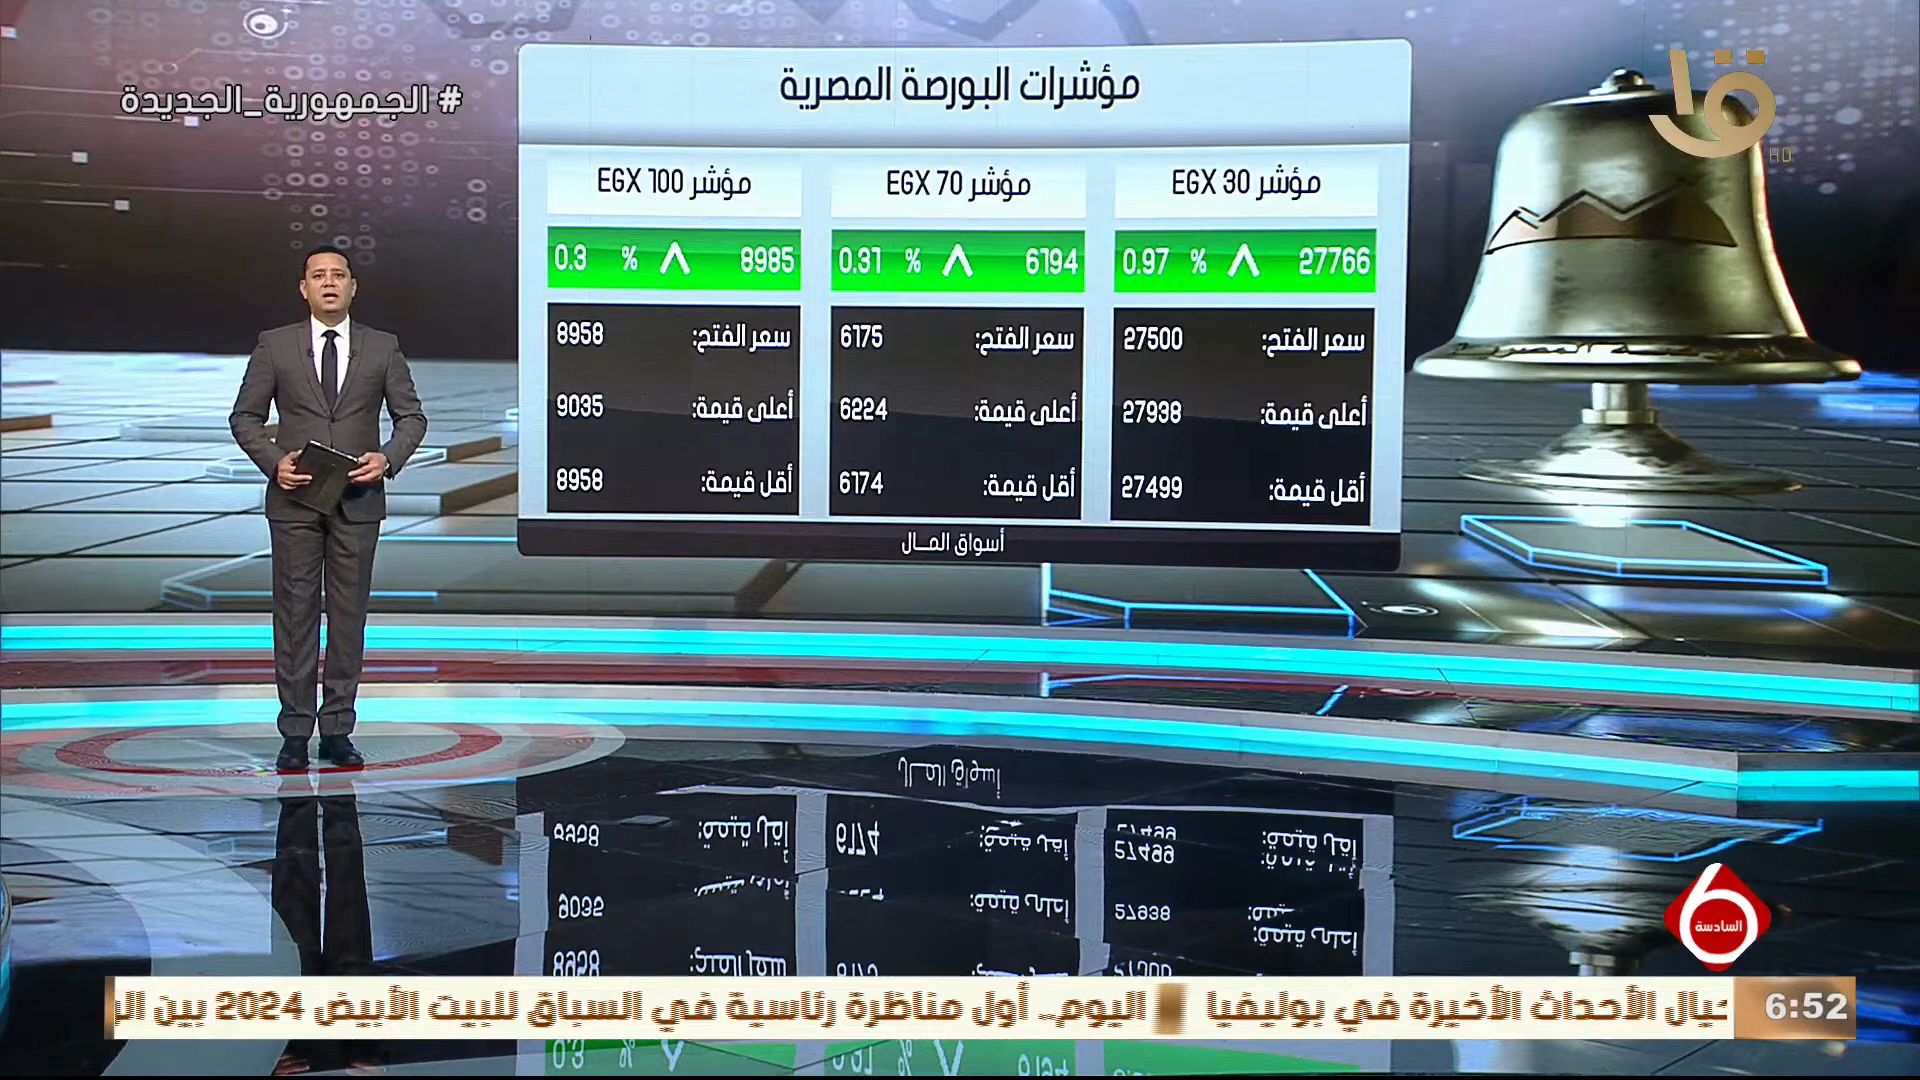 #الجمهورية_الجديدة
HD
مؤشرات البورصة المصرية
مؤشر EGX 30
27766 % 0.97
سعر الفتح: 27500
أعلى قيمة: 27938
أقل قيمة: 27499
مؤشر EGX 70
6194 % 0.31
سعر الفتح: 6175
أعلى قيمة: 6224
أقل قيمة: 6174
مؤشر EGX 100
8985 % 0.3
سعر الفتح: 8958
أعلى قيمة: 9035
أقل قيمة: 8958
أسواق المـال
6 السادسة
6:52
الأحداث الأخيرة في بوليفيا
اليوم.. أول مناظرة رئاسية في السباق للبيت الأبيض 2024 بين